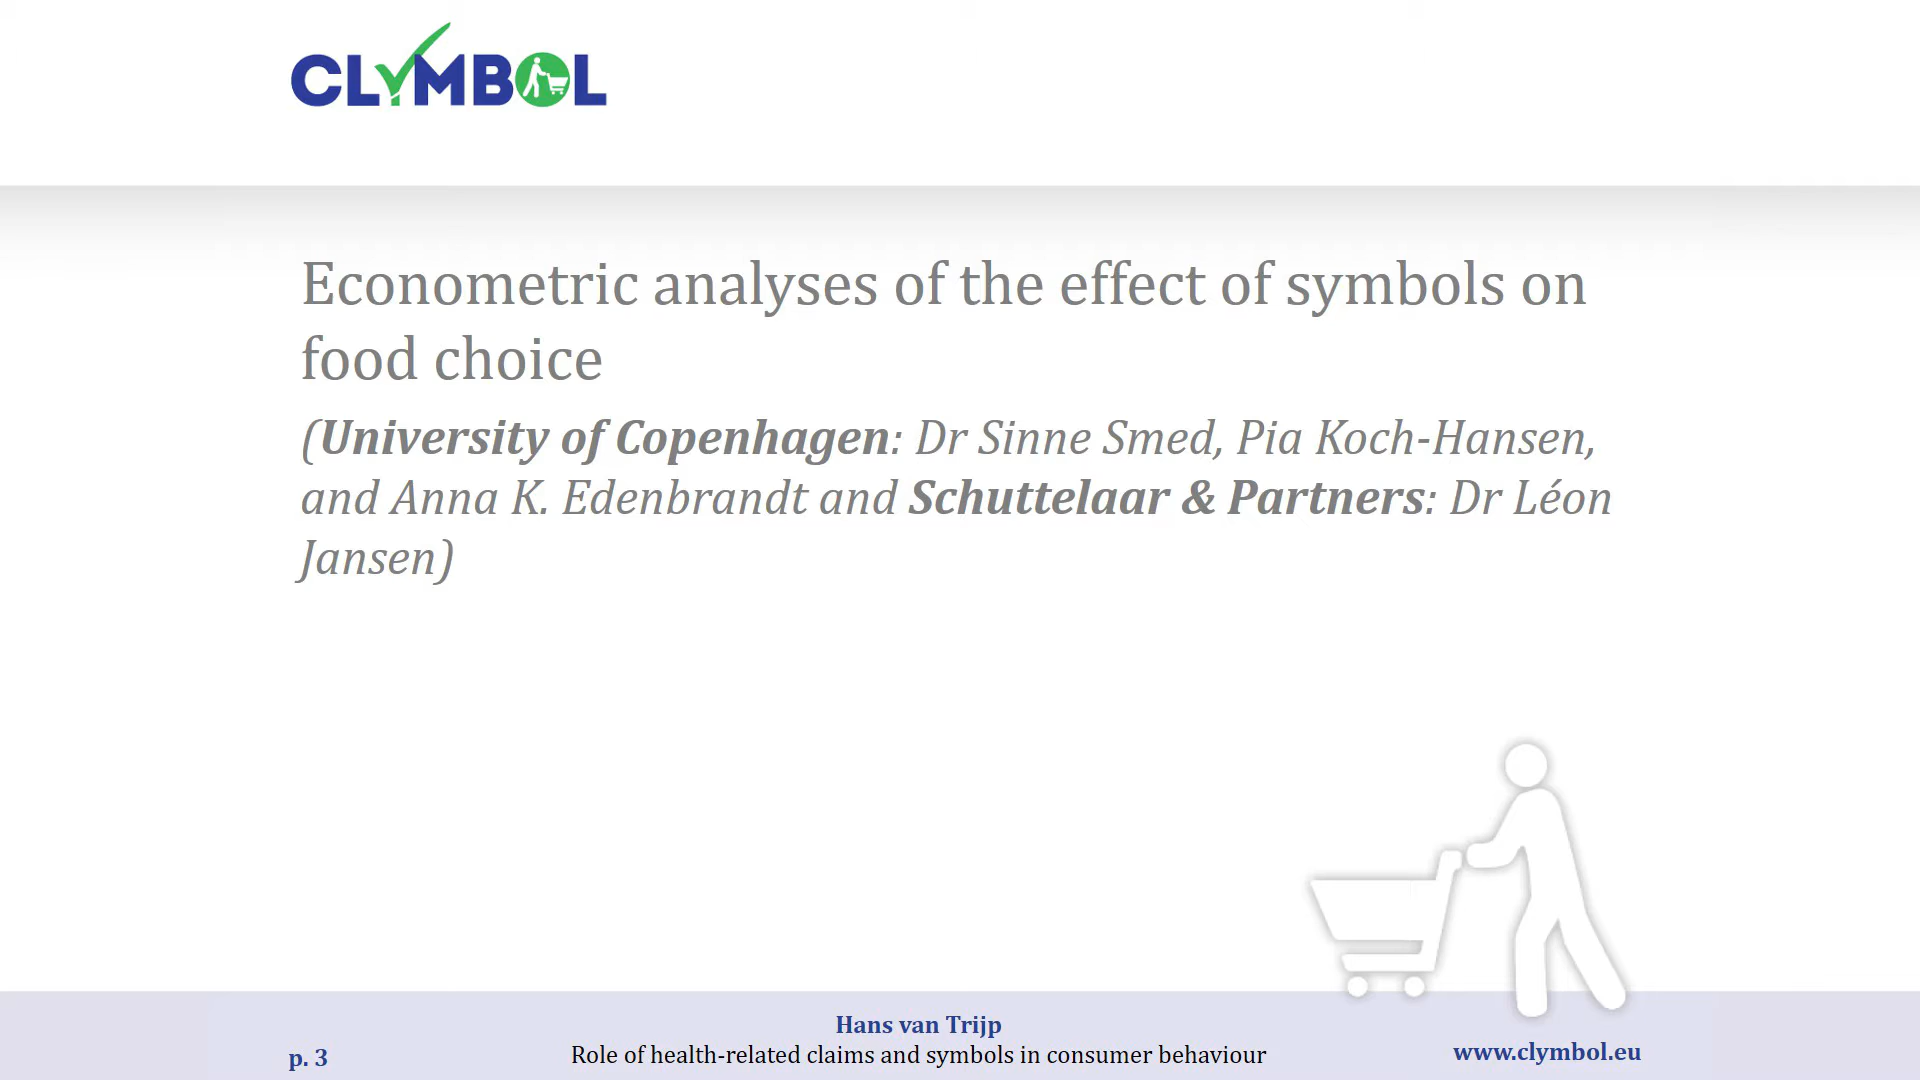 CLYMBOL
Econometric analyses of the effect of symbols on
food choice
(University of Copenhagen: Dr Sinne Smed, Pia Koch-Hansen,
and Anna K. Edenbrandt and Schuttelaar & Partners: Dr Léon
Jansen)
Hans van Trijp
p. 3
Role of health-related claims and symbols in consumer behaviour
www.clymbol.eu